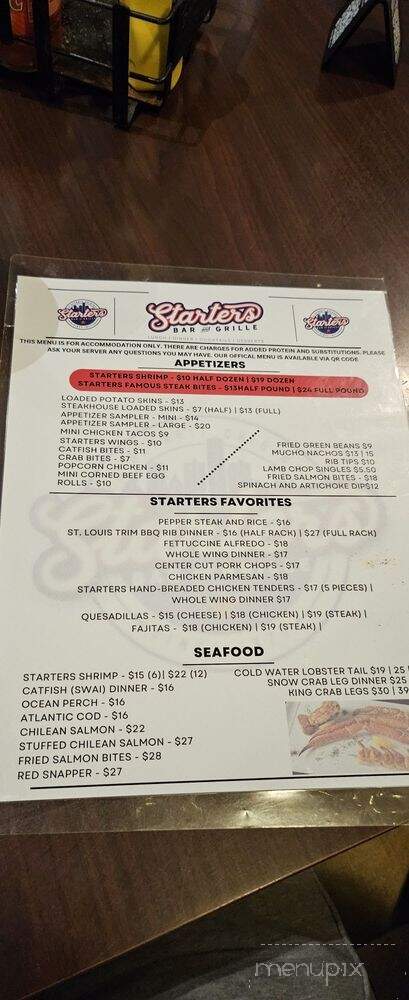 Starters
BAR AND GRILLE
Starters
Starters
THIS MENU IS FOR ACCOMMODATION ONLY. THERE ARE CHARGES FOR ADDED PROTEIN AND SUBSTITUTIONS. PLEASE
ASK YOUR SERVER ANY QUESTIONS YOU MAY HAVE. OUR OFFICAL MENU IS AVAILABLE VIA QR CODE
APPETIZERS
STARTERS SHRIMP - $10 HALF DOZEN | $19 DOZEN
STARTERS FAMOUS STEAK BITES - $13HALF POUND | $24 FULL POUND
LOADED POTATO SKINS - $13
STEAKHOUSE LOADED SKINS - $7 (HALF) | $13 (FULL)
APPETIZER SAMPLER - MINI - $14
APPETIZER SAMPLER - LARGE - $20
MINI CHICKEN TACOS $9
STARTERS WINGS - $10
CATFISH BITES - $11
CRAB BITES - $7
POPCORN CHICKEN - $11
MINI CORNED BEEF EGG
ROLLS - $10
FRIED GREEN BEANS $9
MUCHO NACHOS $13 | 15
RIB TIPS $10
LAMB CHOP SINGLES $5.50
FRIED SALMON BITES - $18
SPINACH AND ARTICHOKE DIP$12
STARTERS FAVORITES
PEPPER STEAK AND RICE - $16
ST. LOUIS TRIM BBQ RIB DINNER - $16 (HALF RACK) | $27 (FULL RACK)
FETTUCCINE ALFREDO - $18
WHOLE WING DINNER - $17
CENTER CUT PORK CHOPS - $17
CHICKEN PARMESAN - $18
STARTERS HAND-BREADED CHICKEN TENDERS - $17 (5 PIECES) |
WHOLE WING DINNER $17
QUESADILLAS - $15 (CHEESE) | $18 (CHICKEN) | $19 (STEAK) |
FAJITAS - $18 (CHICKEN) | $19 (STEAK) |
SEAFOOD
STARTERS SHRIMP - $15 (6)| $22 (12)
CATFISH (SWAI) DINNER - $16
OCEAN PERCH - $16
ATLANTIC COD - $16
CHILEAN SALMON - $22
STUFFED CHILEAN SALMON - $27
FRIED SALMON BITES - $28
RED SNAPPER - $27
COLD WATER LOBSTER TAIL $19 | 25
SNOW CRAB LEG DINNER $25
KING CRAB LEGS $30 | 39
menupix